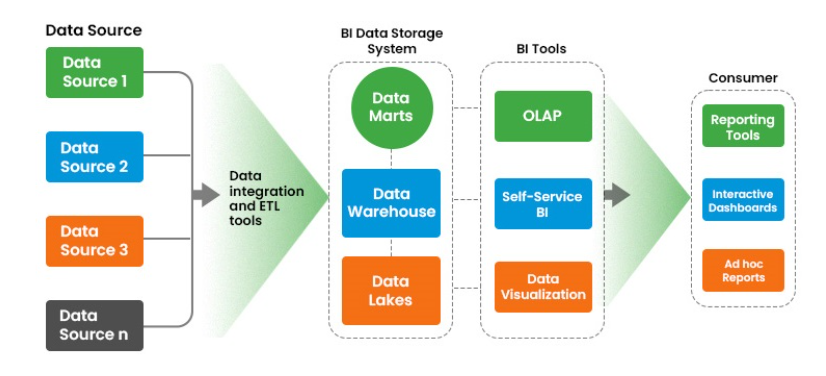 Data Source
Data
Source 1
Data
Source 2
Data
Source 3
Data
Source n
Data
integration
and ETL
tools
BI Data Storage
System
Data
Marts
Data
Warehouse
Data
Lakes
BI Tools
OLAP
Self-Service
BI
Data
Visualization
Consumer
Reporting
Tools
Interactive
Dashboards
Ad hoc
Reports